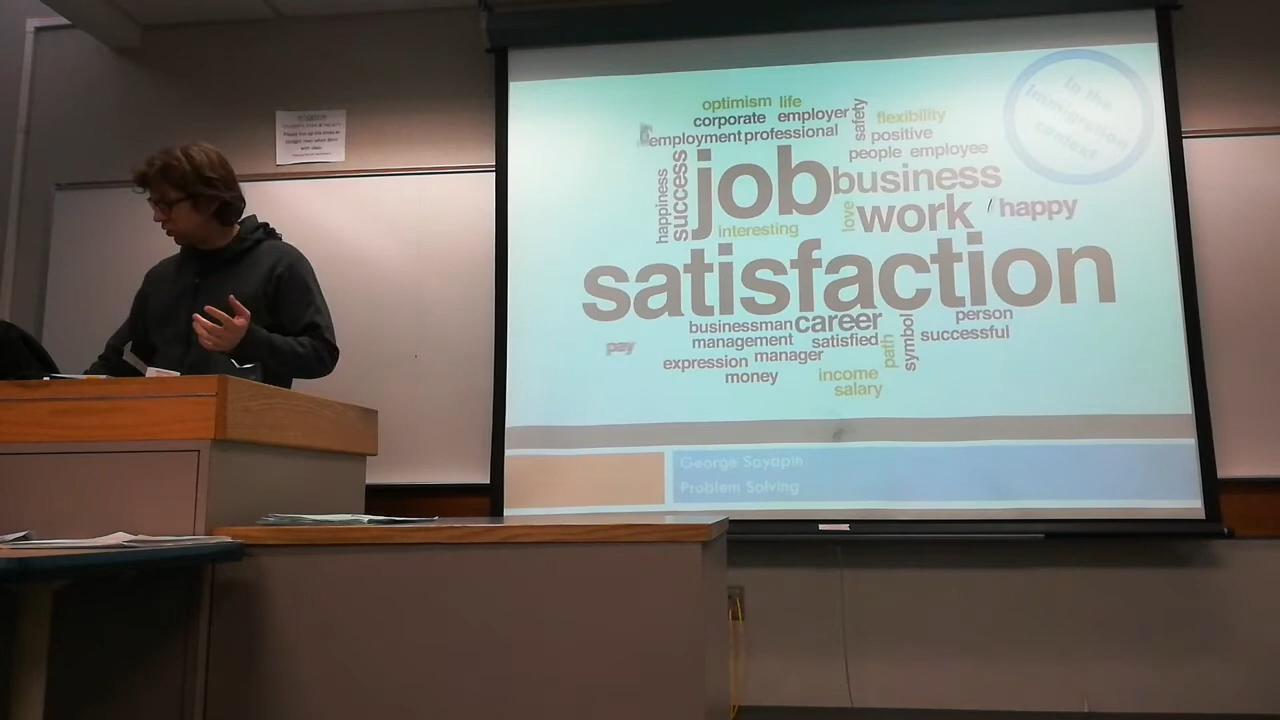 optimism life
corporate employer
safety
flexibility
employment professional
positive
people employee
happiness
success
job
business
love
work
happy
interesting
satisfaction
businessman career
person
management satisfied
path
symbol
successful
pay
expression manager
money
income
salary
In the
Immigration
Context
George Sayapin
Problem Solving